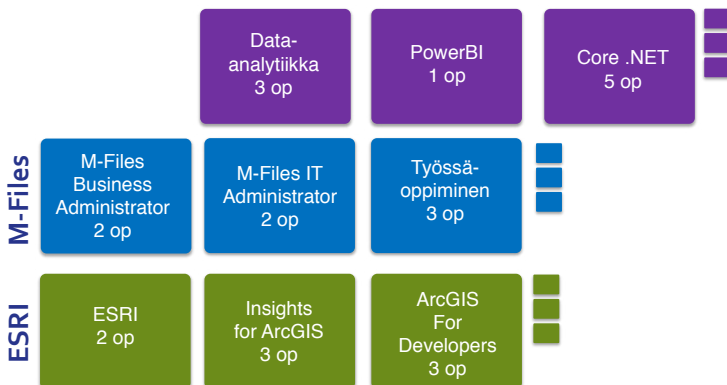 Data-
analytiikka
3 op
PowerBI
1 op
Core .NET
5 op
M-Files
M-Files
Business
Administrator
2 op
M-Files IT
Administrator
2 op
Työssä-
oppiminen
3 op
ESRI
ESRI
2 op
Insights
for ArcGIS
3 op
ArcGIS
For
Developers
3 op